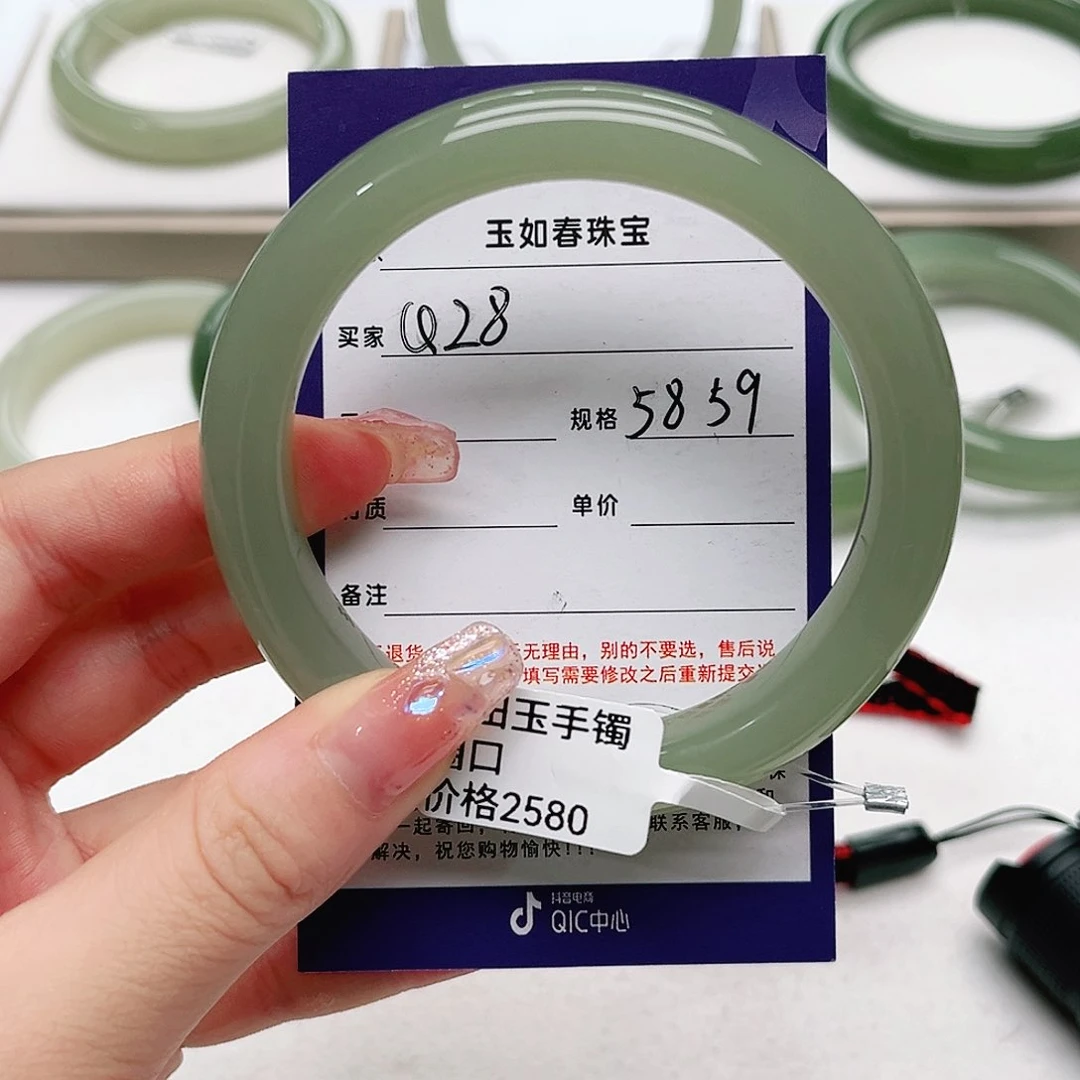 玉如春珠宝
买家 Q28
规格 58 59
质 单价
备注
退货 无理由，别的不要选，售后说
填写需要修改之后重新提交
玉手镯
口
价格2580
一起寄回， 联系客服，
解决，祝您购物愉快!!!
抖音电商
QIC中心